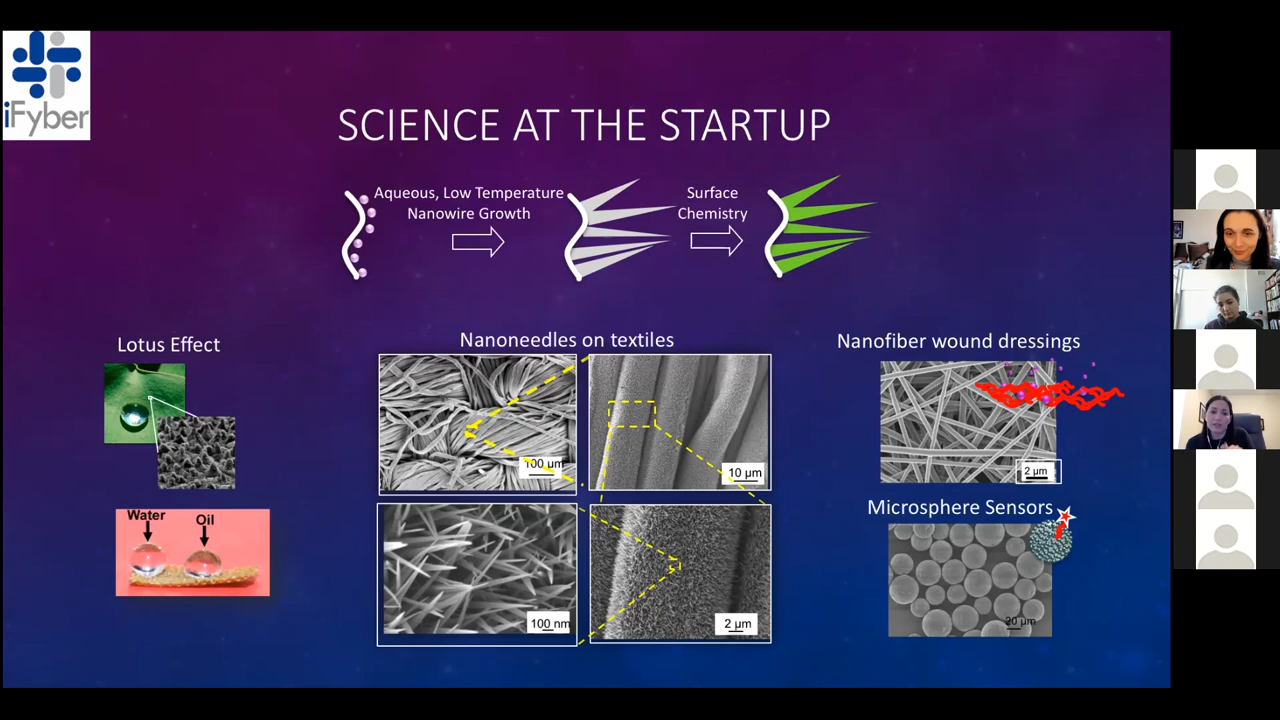 iFyber
SCIENCE AT THE STARTUP
Aqueous, Low Temperature
Nanowire Growth
Surface
Chemistry
Lotus Effect
Water
Oil
Nanoneedles on textiles
100 µm
10 µm
100 nm
2 µm
Nanofiber wound dressings
2 µm
Microsphere Sensors
20 µm